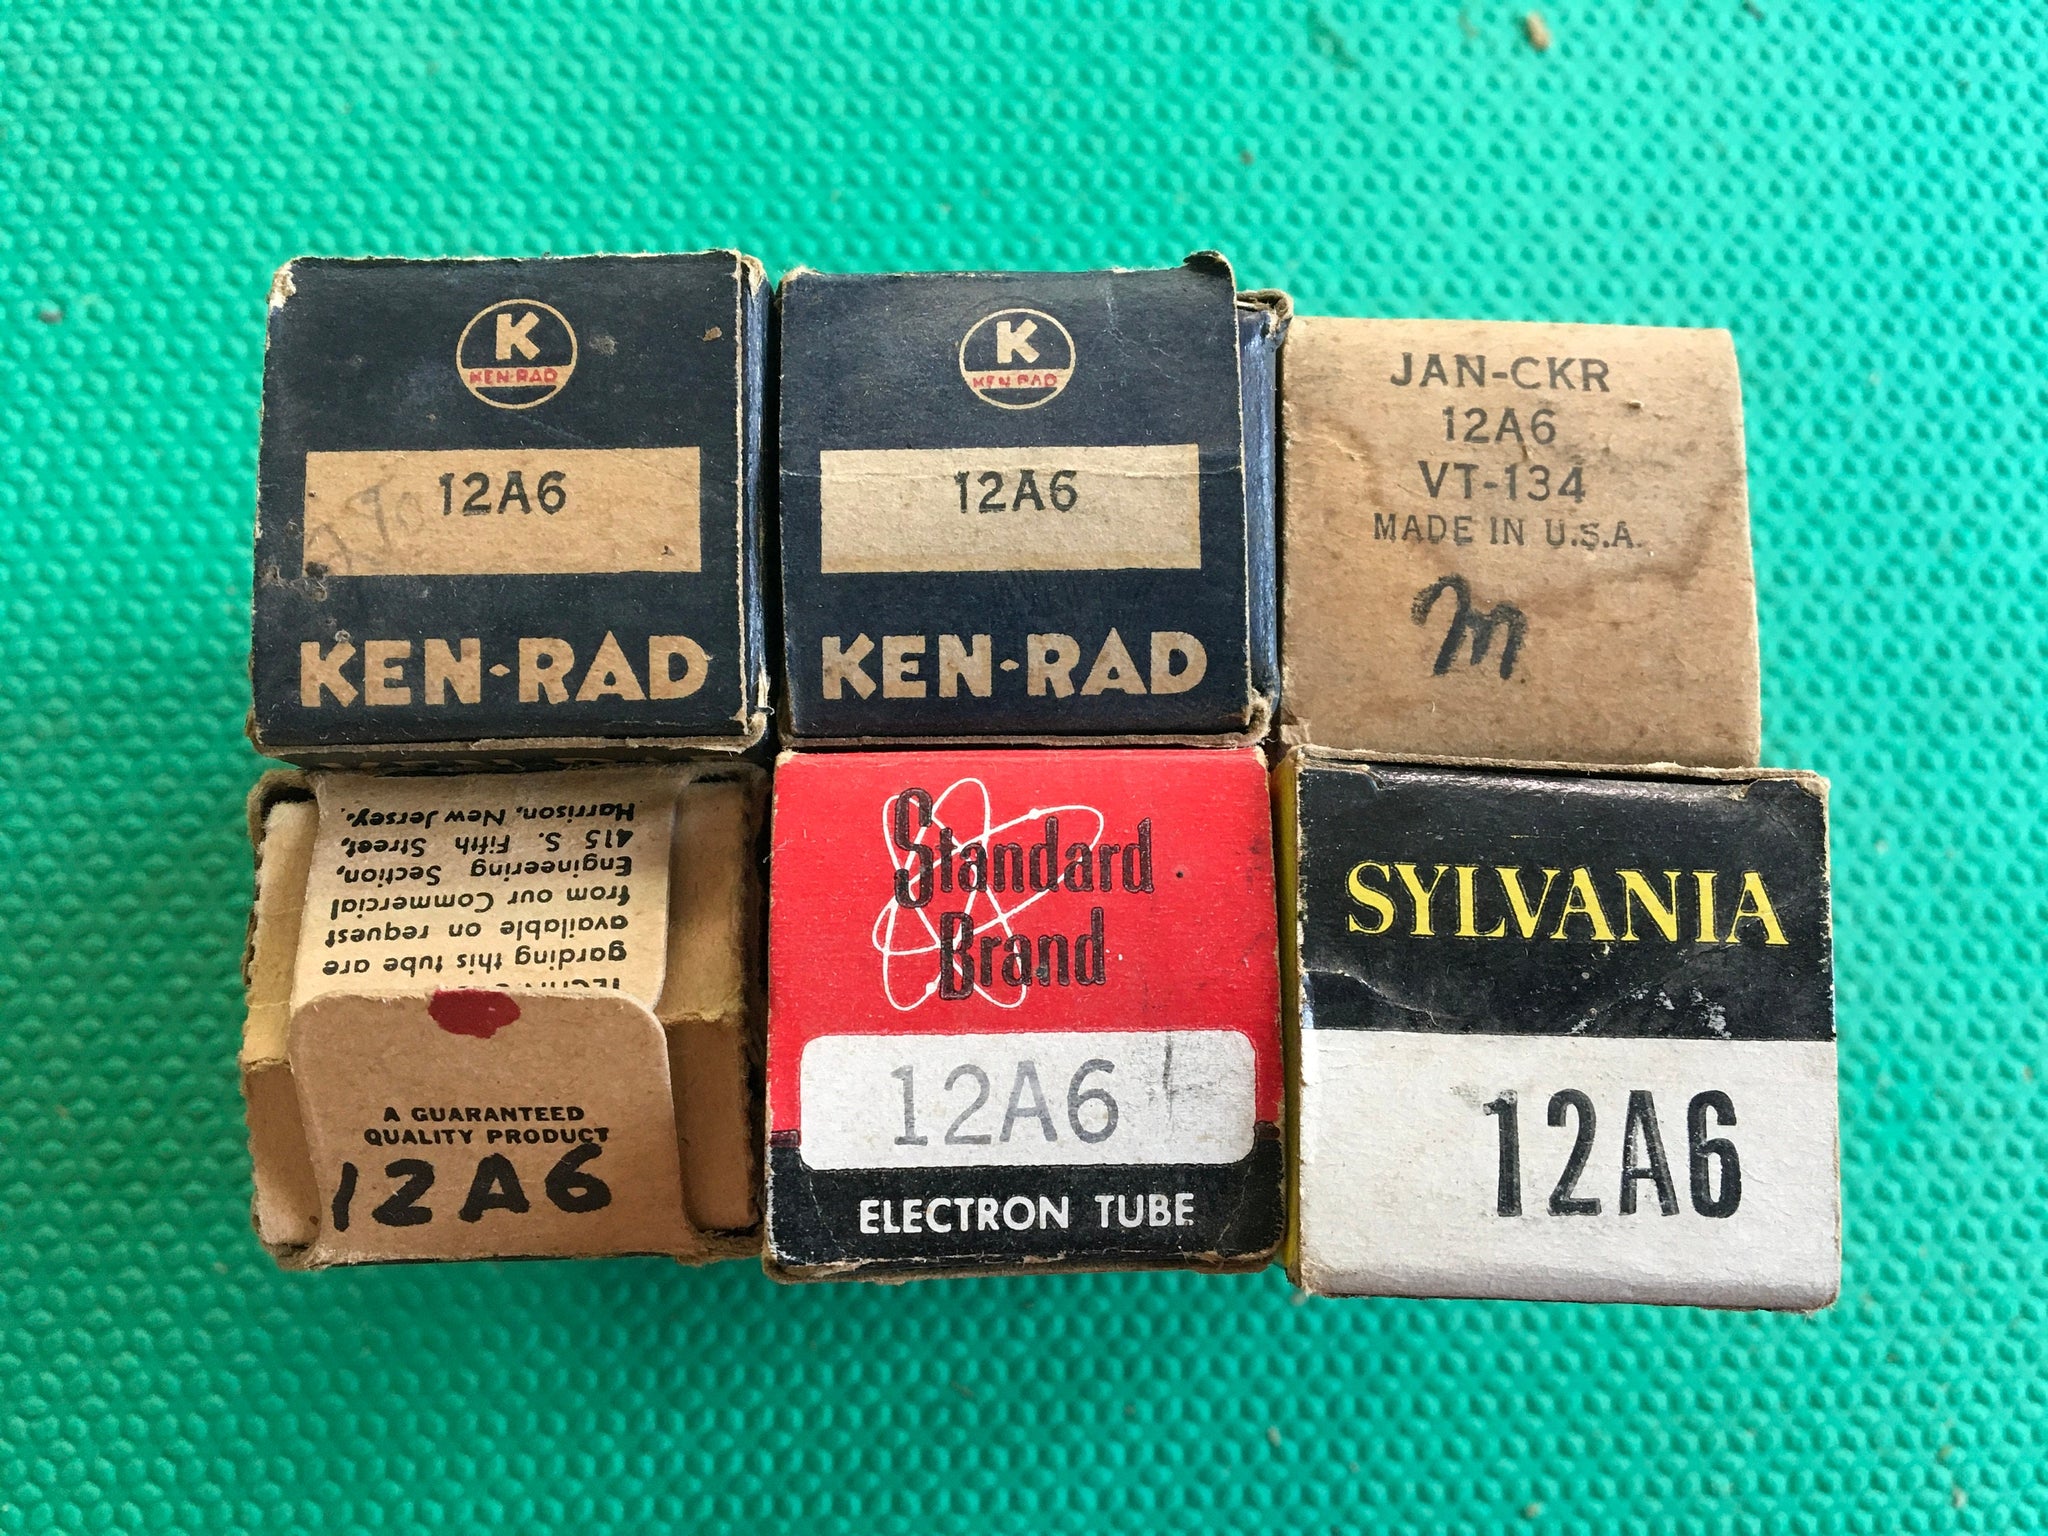 K
KEN-RAD
12A6
KEN-RAD
K
KEN-RAD
12A6
KEN-RAD
JAN-CKR
12A6
VT-134
MADE IN U.S.A.
m
garding this tube are
available on request
from our Commercial
Engineering Section,
415 S. Fifth Street,
Harrison, New Jersey.
A GUARANTEED
QUALITY PRODUCT
12A6
Standard
Brand
12A6
ELECTRON TUBE
SYLVANIA
12A6